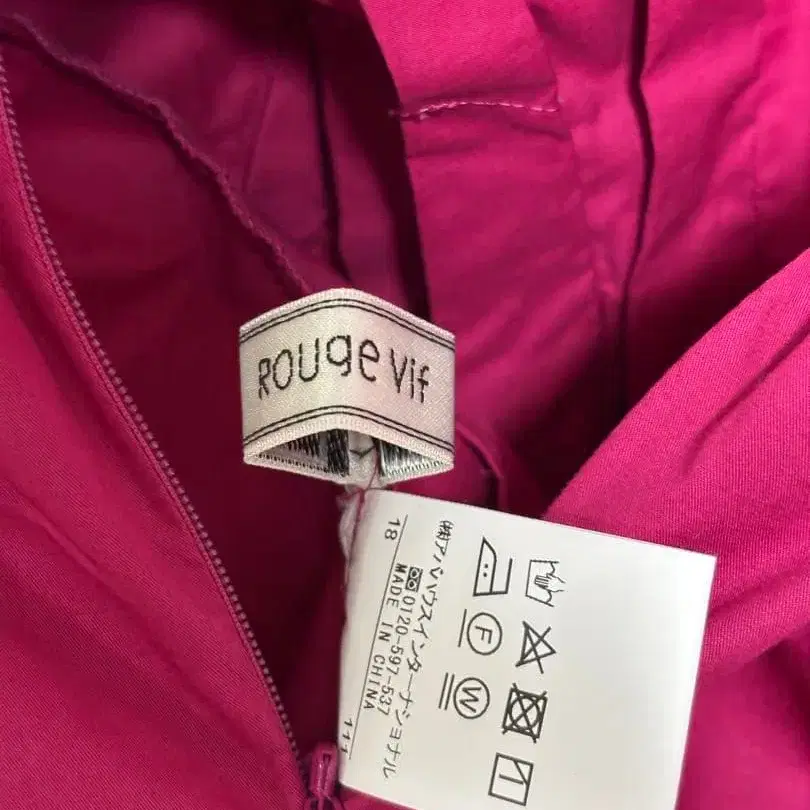 Rouge vif
F
W
㈱アバハウスインターナショナル
0120-597-537
MADE IN CHINA
18
111